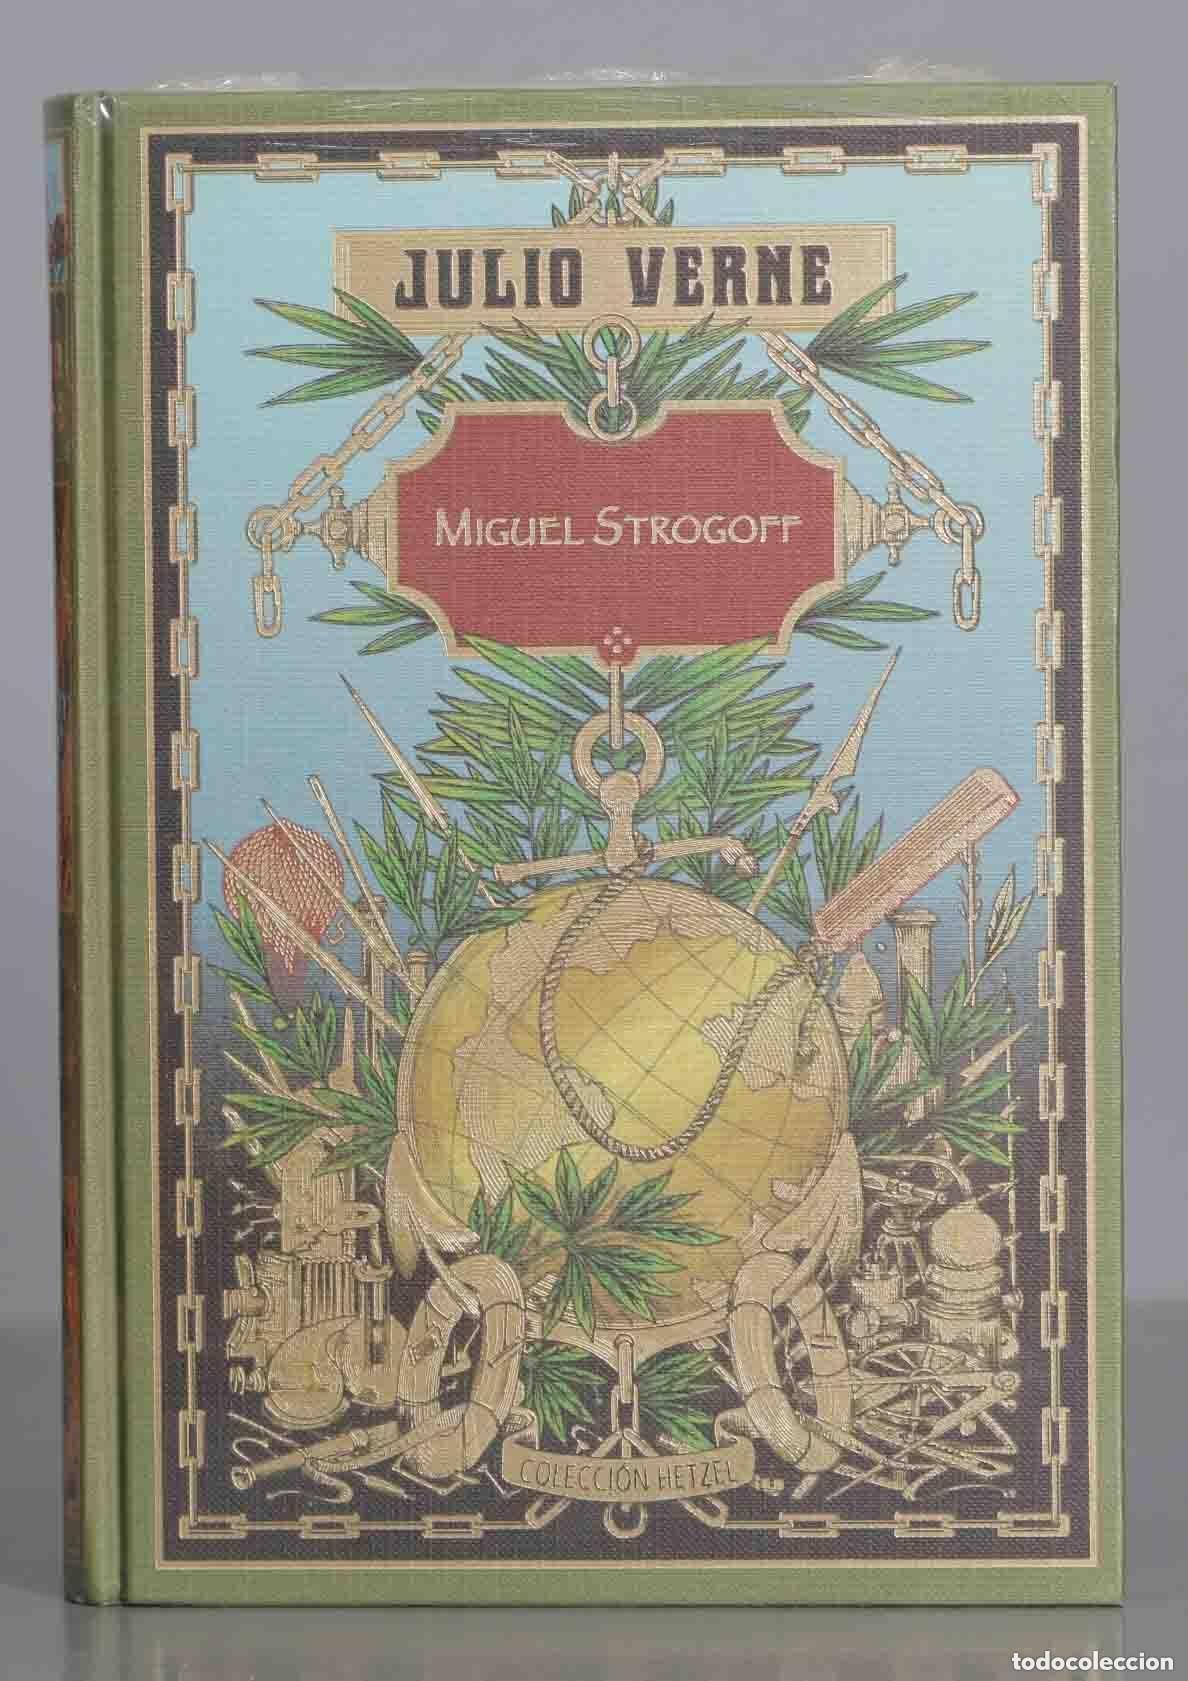 JULIO VERNE
MIGUEL STROGOFF
COLECCIÓN HETZEL
todocoleccion